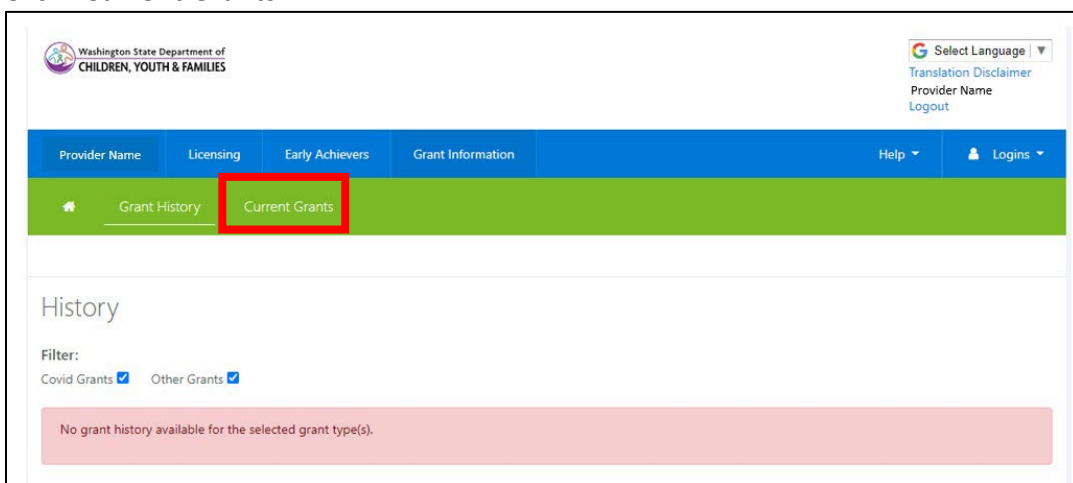 Washington State Department of
CHILDREN, YOUTH & FAMILIES
Select Language
Translation Disclaimer
Provider Name
Logout
Provider Name Licensing Early Achievers Grant Information Help Logins
Grant History Current Grants
History
Filter:
Covid Grants Other Grants
No grant history available for the selected grant type(s).